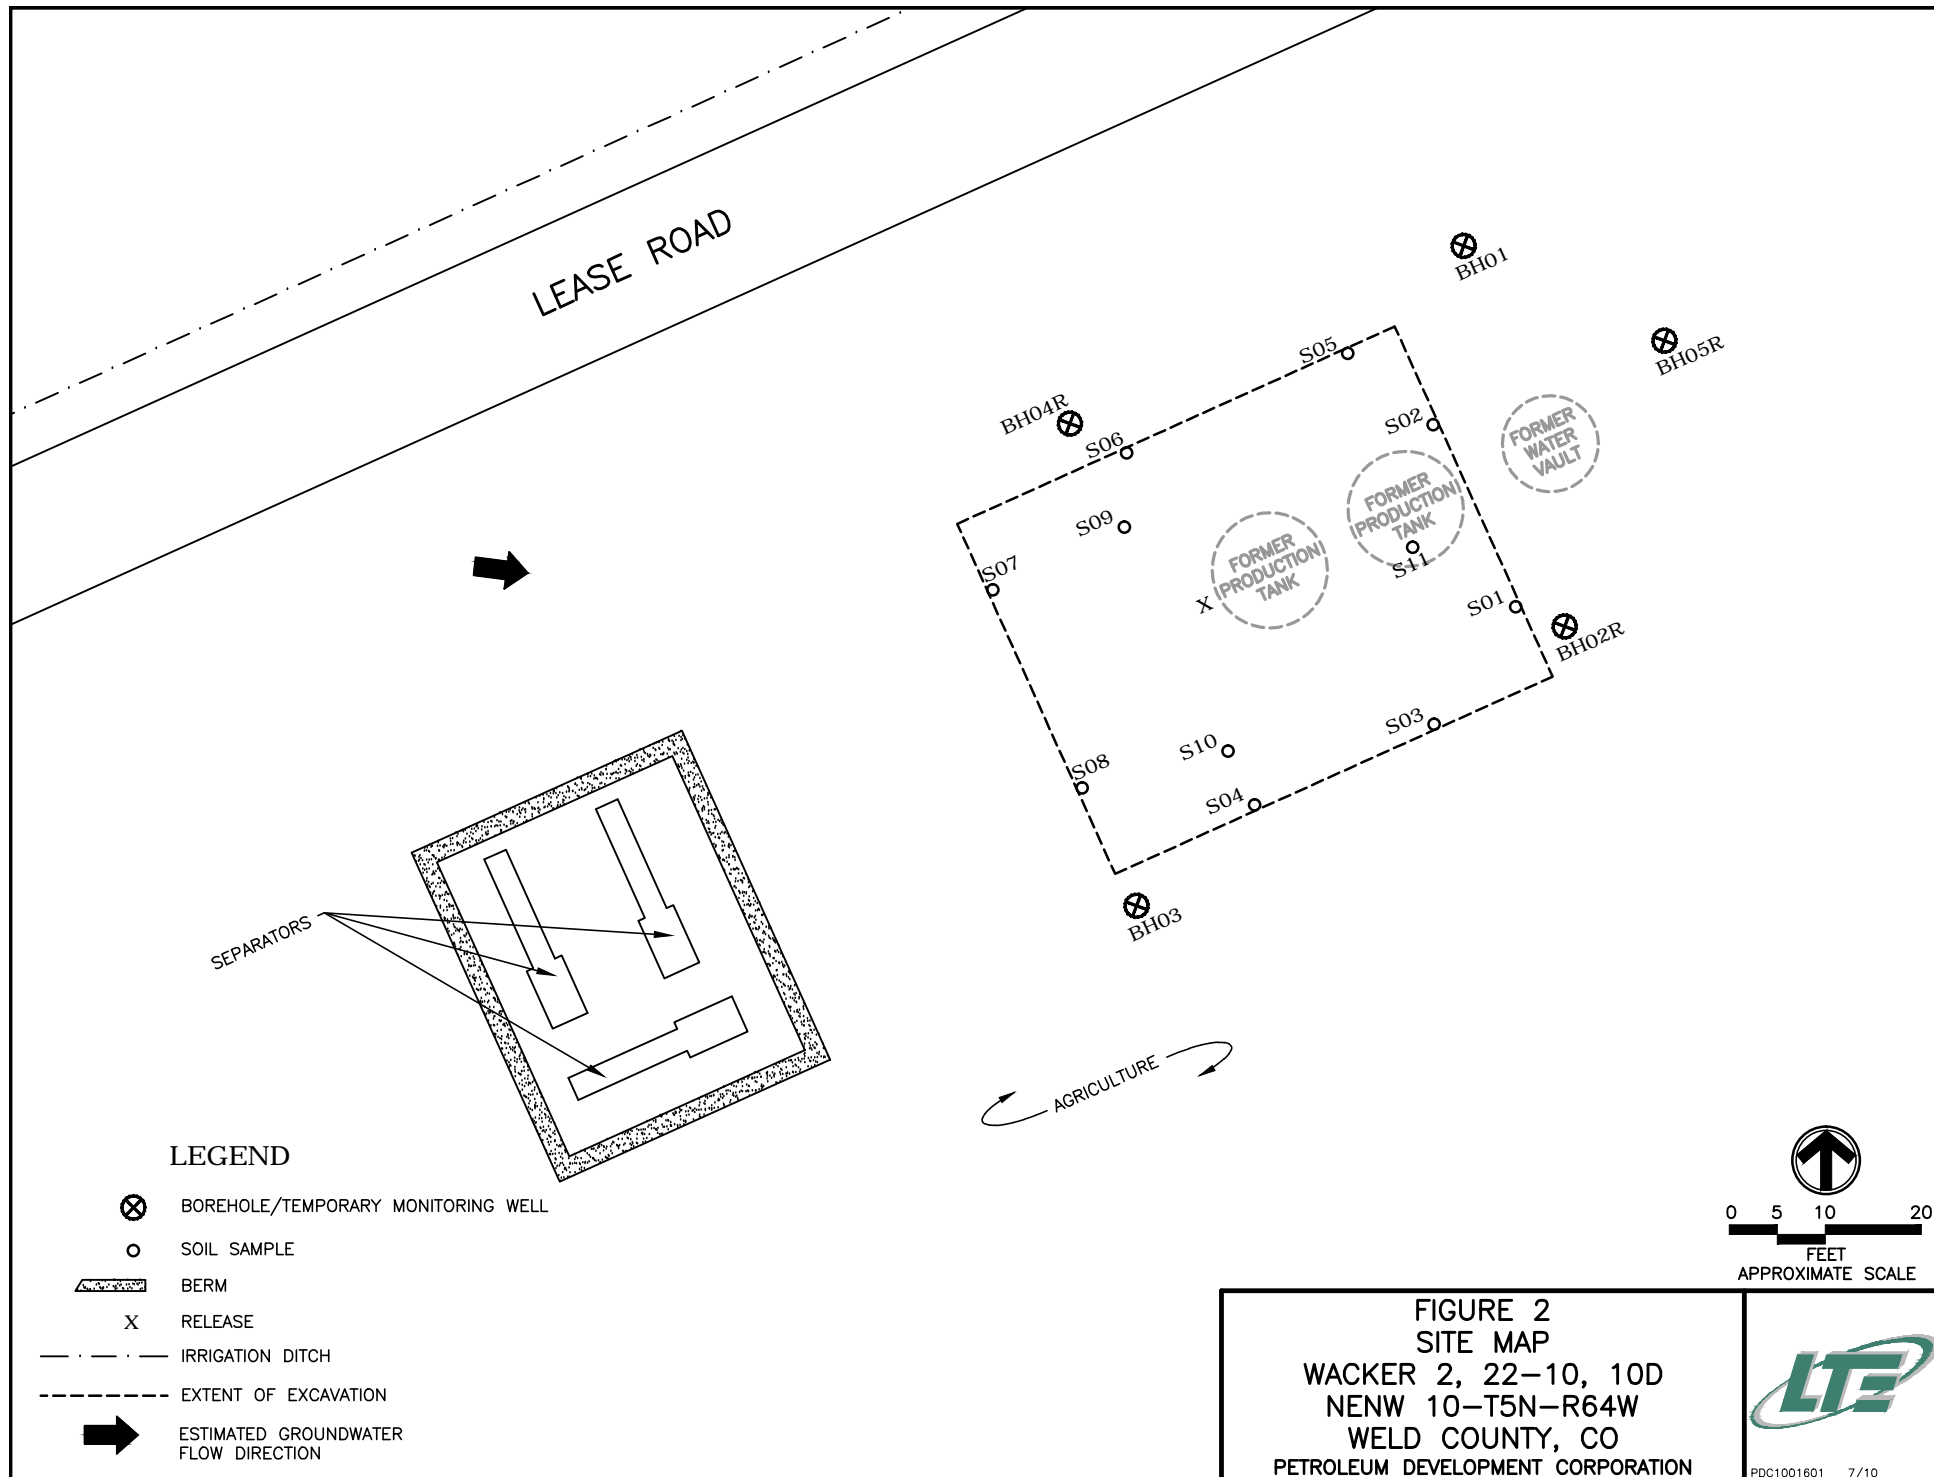 LEASE ROAD
BH01
BH05R
S05
BH04R
S06
S02
FORMER
WATER
VAULT
FORMER
PRODUCTION
TANK
S09
S07
FORMER
PRODUCTION
TANK
X
S11
S01
BH02R
S03
S10
S08
S04
BH03
SEPARATORS
AGRICULTURE
LEGEND
BOREHOLE/TEMPORARY MONITORING WELL
SOIL SAMPLE
BERM
X RELEASE
IRRIGATION DITCH
EXTENT OF EXCAVATION
ESTIMATED GROUNDWATER
FLOW DIRECTION
0 5 10 20
FEET
APPROXIMATE SCALE
FIGURE 2
SITE MAP
WACKER 2, 22-10, 10D
NENW 10-T5N-R64W
WELD COUNTY, CO
PETROLEUM DEVELOPMENT CORPORATION
LTE
PDC1001601 7/10